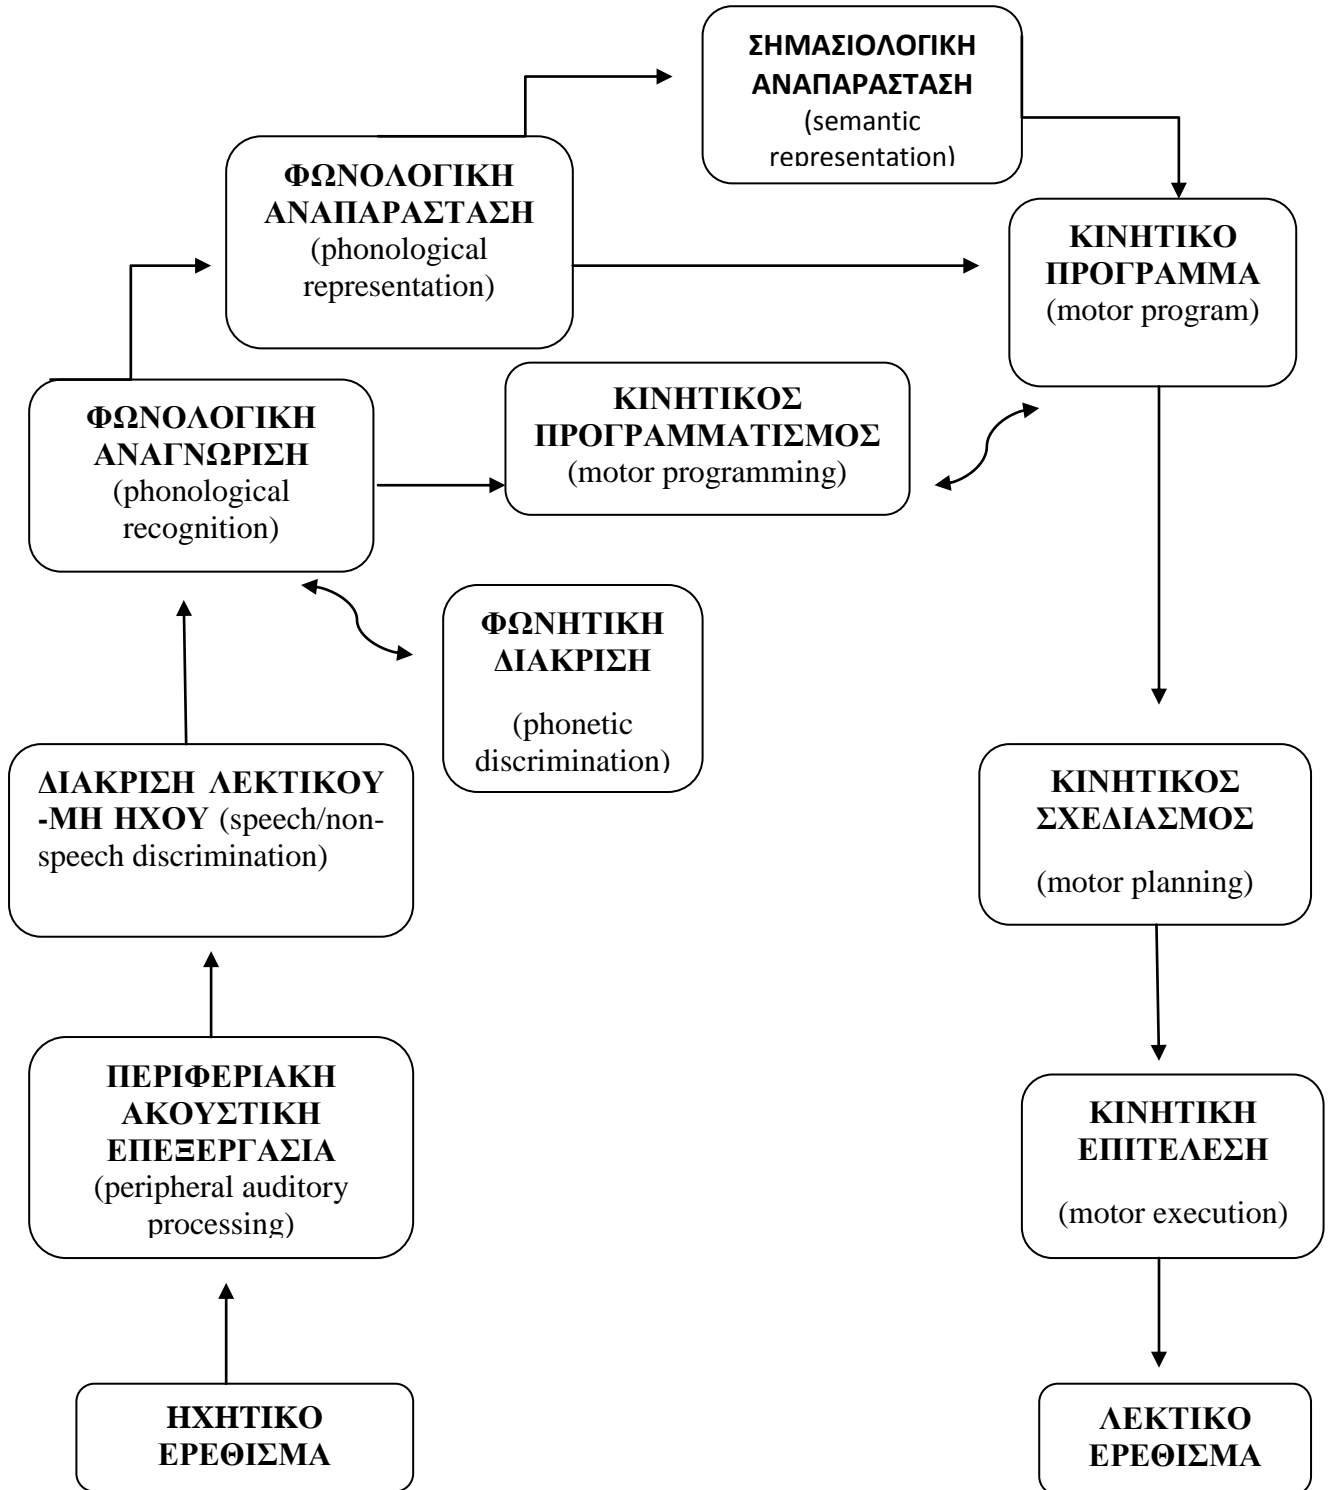 ΣΗΜΑΣΙΟΛΟΓΙΚΗ
ΑΝΑΠΑΡΑΣΤΑΣΗ
(semantic
representation)
ΦΩΝΟΛΟΓΙΚΗ
ΑΝΑΠΑΡΑΣΤΑΣΗ
(phonological
representation)
ΚΙΝΗΤΙΚΟ
ΠΡΟΓΡΑΜΜΑ
(motor program)
ΦΩΝΟΛΟΓΙΚΗ
ΑΝΑΓΝΩΡΙΣΗ
(phonological
recognition)
ΚΙΝΗΤΙΚΟΣ
ΠΡΟΓΡΑΜΜΑΤΙΣΜΟΣ
(motor programming)
ΦΩΝΗΤΙΚΗ
ΔΙΑΚΡΙΣΗ
(phonetic
discrimination)
ΔΙΑΚΡΙΣΗ ΛΕΚΤΙΚΟΥ
-ΜΗ ΗΧΟΥ (speech/non-
speech discrimination)
ΚΙΝΗΤΙΚΟΣ
ΣΧΕΔΙΑΣΜΟΣ
(motor planning)
ΠΕΡΙΦΕΡΙΑΚΗ
ΑΚΟΥΣΤΙΚΗ
ΕΠΕΞΕΡΓΑΣΙΑ
(peripheral auditory
processing)
ΚΙΝΗΤΙΚΗ
ΕΠΙΤΕΛΕΣΗ
(motor execution)
ΗΧΗΤΙΚΟ
ΕΡΕΘΙΣΜΑ
ΛΕΚΤΙΚΟ
ΕΡΕΘΙΣΜΑ